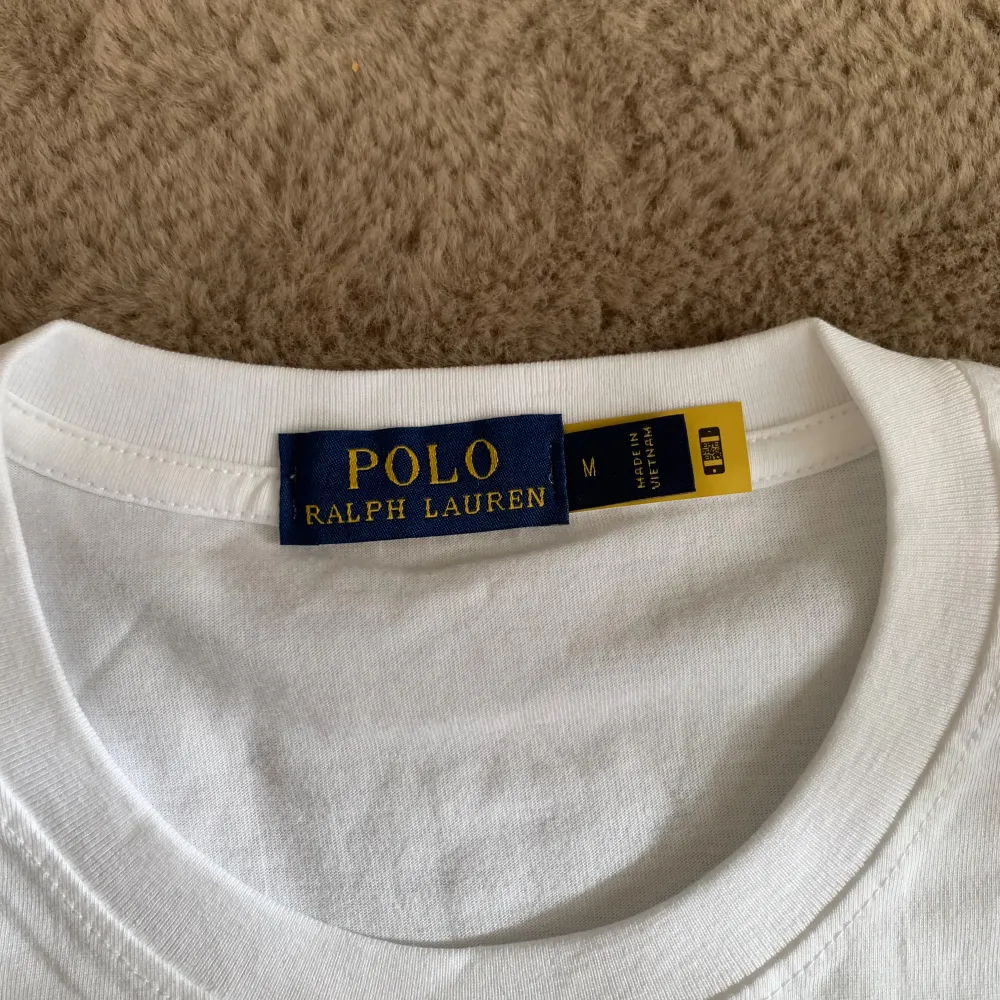 POLO
RALPH LAUREN
M
MADE IN
VIETNAM